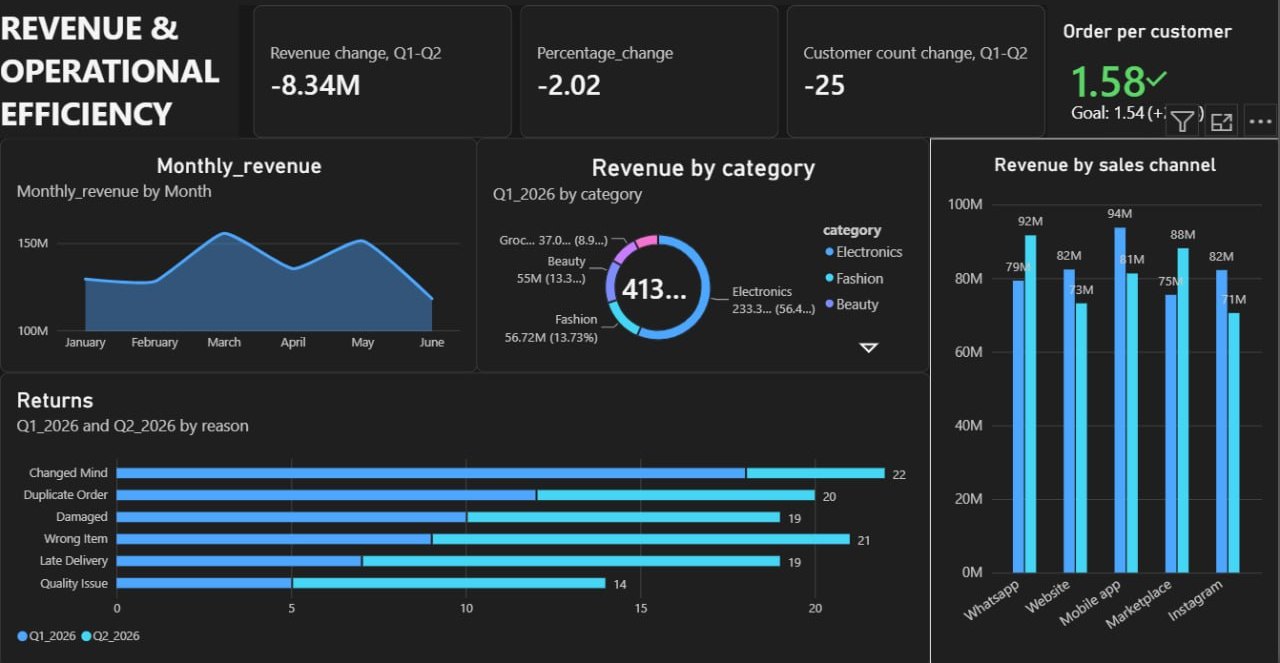 REVENUE &
OPERATIONAL
EFFICIENCY
Revenue change, Q1-Q2
-8.34M
Percentage_change
-2.02
Customer count change, Q1-Q2
-25
Order per customer
1.58
Goal: 1.54 (+
Monthly_revenue
Monthly_revenue by Month
150M
100M
January February March April May June
Revenue by category
Q1_2026 by category
Groc... 37.0... (8.9...)
Beauty
55M (13.3...)
Fashion
56.72M (13.73%)
413...
Electronics
233.3... (56.4...)
category
Electronics
Fashion
Beauty
Revenue by sales channel
100M
80M
60M
40M
20M
0M
79M 92M
82M 73M
94M 81M
75M 88M
82M 71M
Whatsapp Website Mobile app Marketplace Instagram
Returns
Q1_2026 and Q2_2026 by reason
Changed Mind 22
Duplicate Order 20
Damaged 19
Wrong Item 21
Late Delivery 19
Quality Issue 14
0 5 10 15 20
Q1_2026 Q2_2026